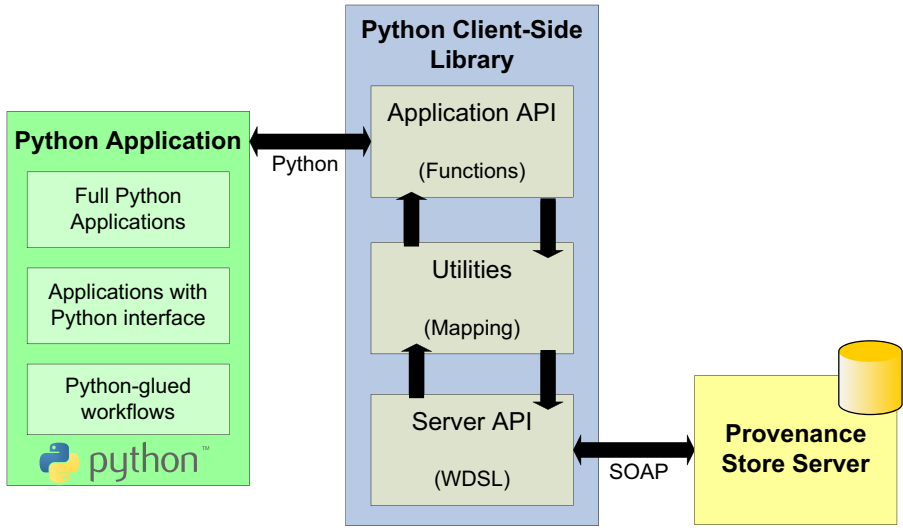 Python Client-Side
Library
Application API
(Functions)
Python Application
Python
Full Python
Applications
Utilities
(Mapping)
Applications with
Python interface
Python-glued
workflows
python™
Server API
(WDSL)
SOAP
Provenance
Store Server